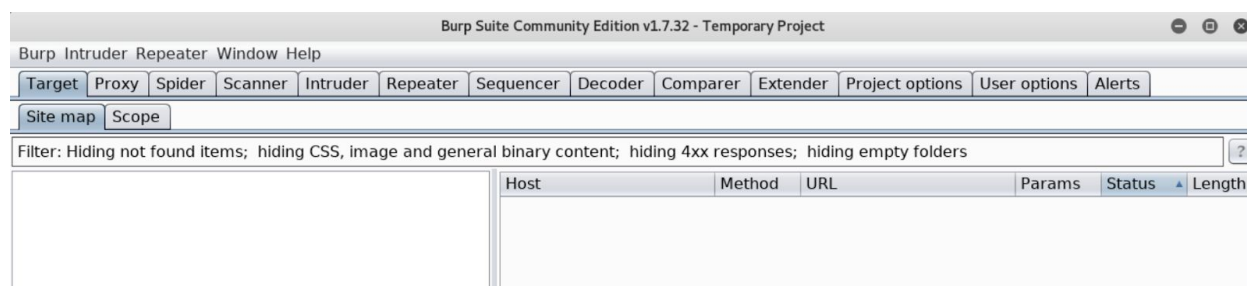 Burp Suite Community Edition v1.7.32 - Temporary Project
Burp Intruder Repeater Window Help
Target Proxy Spider Scanner Intruder Repeater Sequencer Decoder Comparer Extender Project options User options Alerts
Site map Scope
Filter: Hiding not found items; hiding CSS, image and general binary content; hiding 4xx responses; hiding empty folders ?
Host Method URL Params Status Length